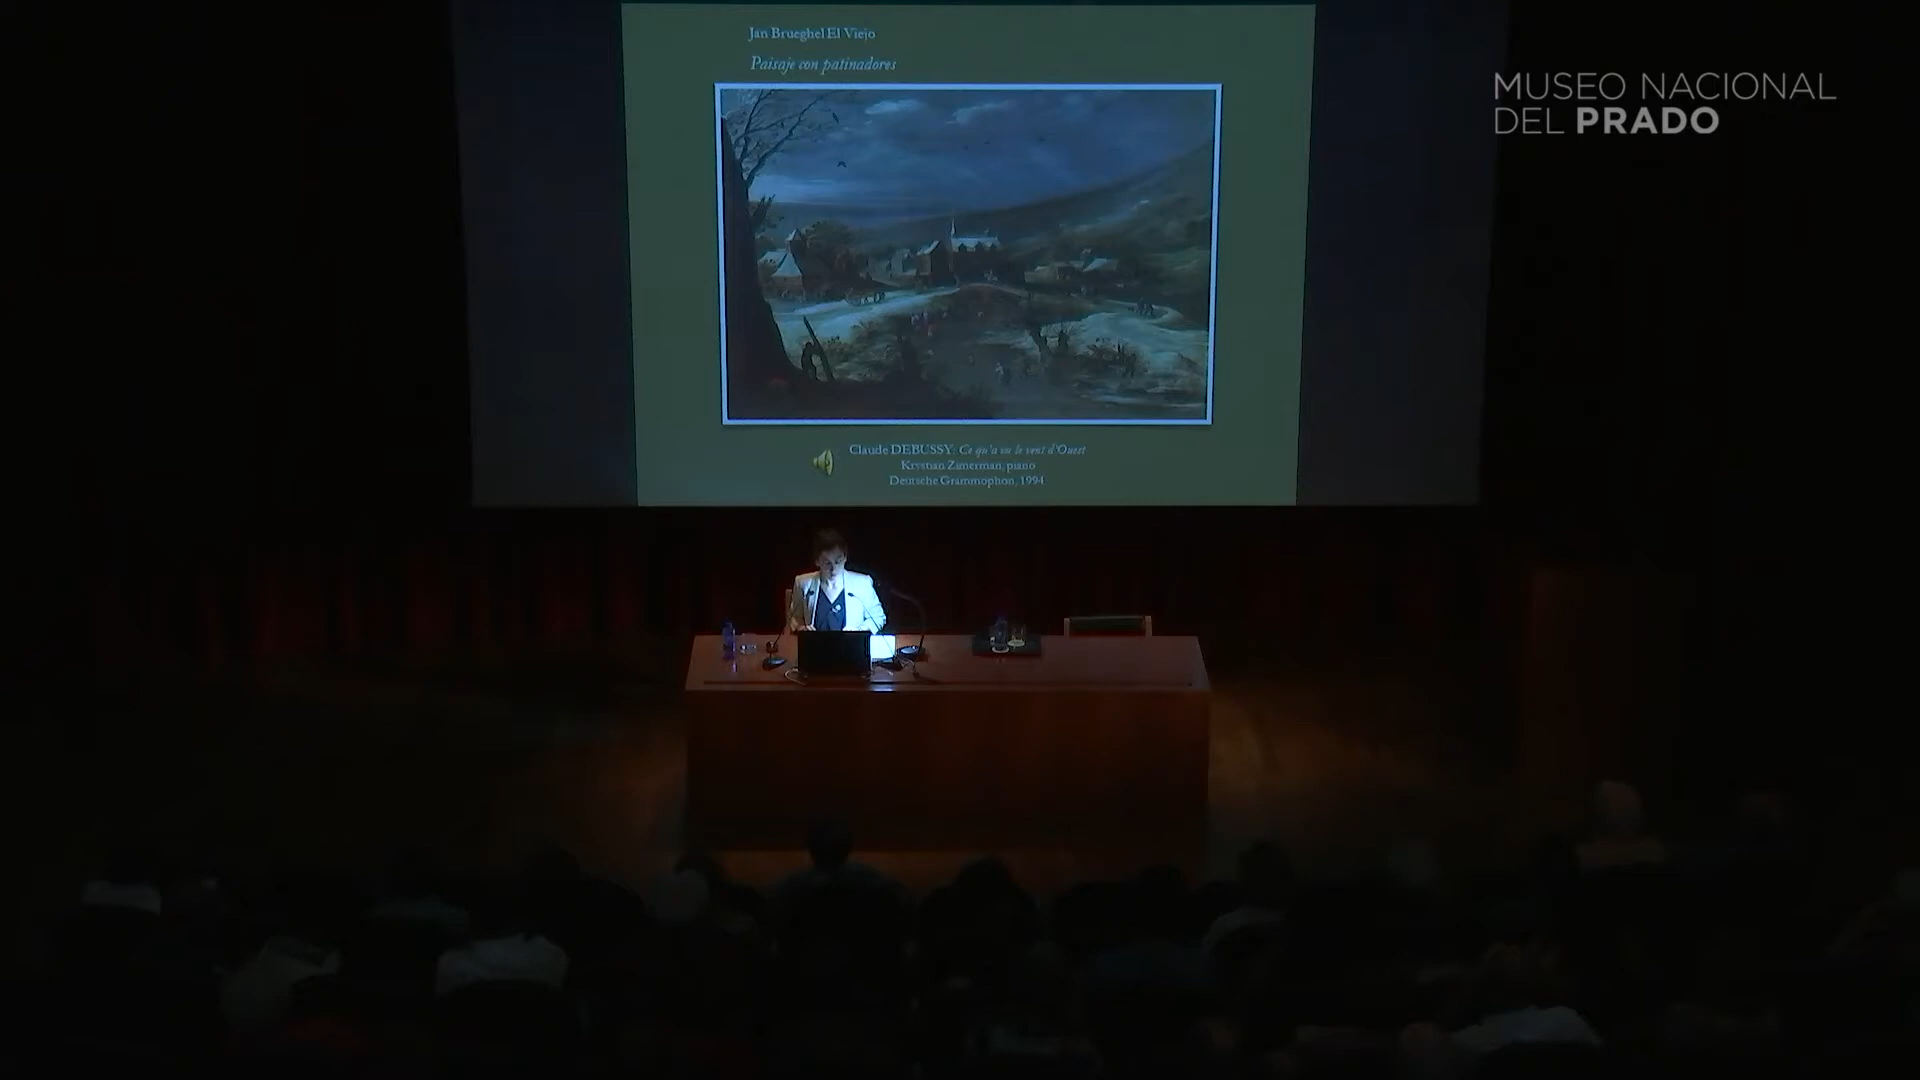 Jan Brueghel El Viejo
Paisaje con patinadores
MUSEO NACIONAL
DEL PRADO
Claude DEBUSSY: Ce qu'a vu le vent d'Ouest
Krystian Zimerman, piano
Deutsche Grammophon, 1994